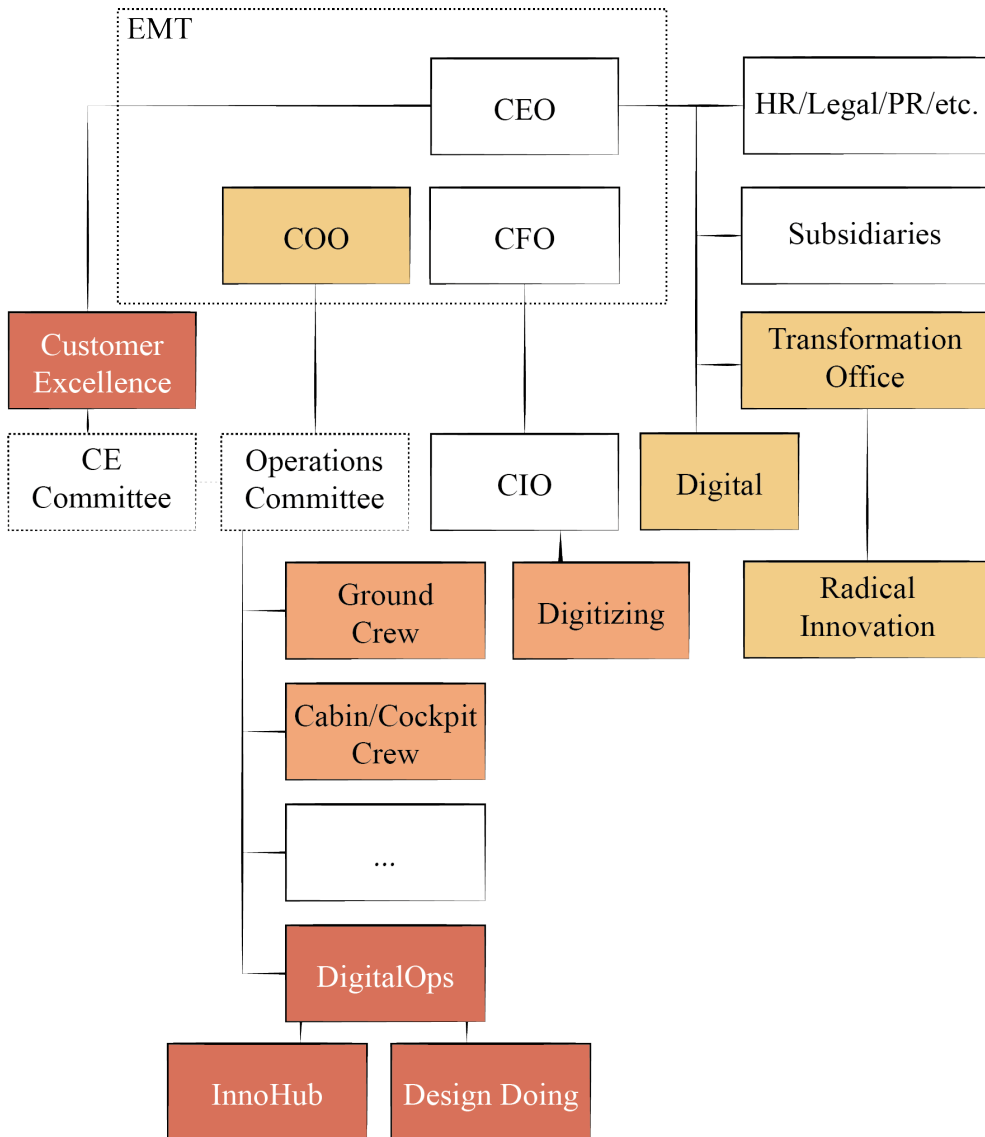 EMT
CEO
HR/Legal/PR/etc.
COO
CFO
Subsidiaries
Customer
Excellence
Transformation
Office
CE
Committee
Operations
Committee
CIO
Digital
Ground
Crew
Digitizing
Radical
Innovation
Cabin/Cockpit
Crew
...
DigitalOps
InnoHub
Design Doing